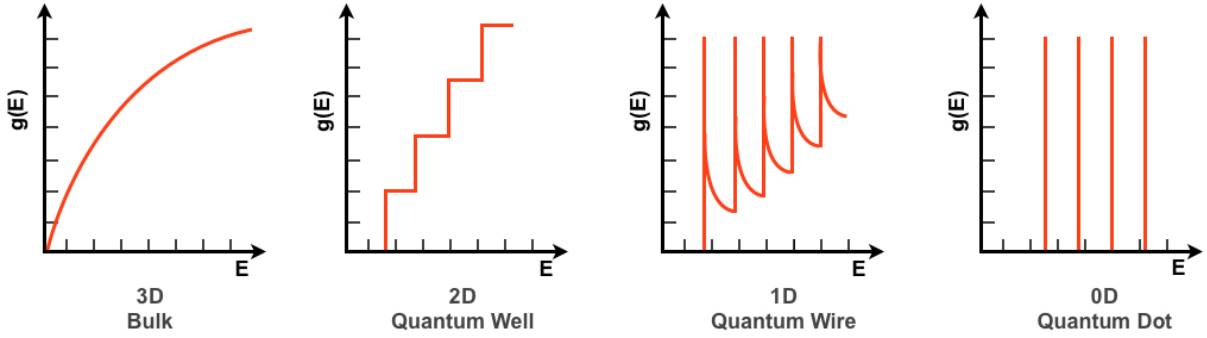 g(E)
E
3D
Bulk
g(E)
E
2D
Quantum Well
g(E)
E
1D
Quantum Wire
g(E)
E
0D
Quantum Dot